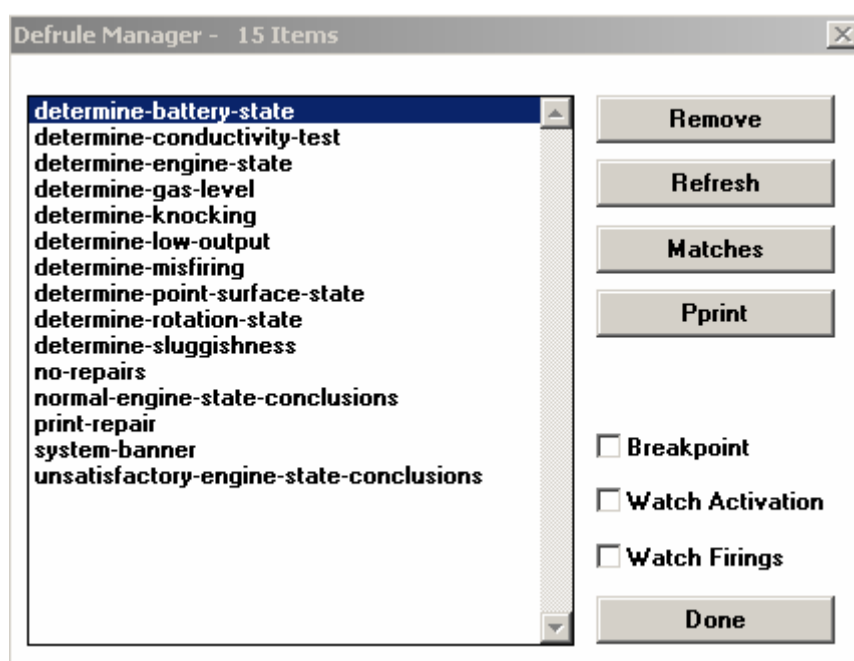 Defrule Manager - 15 Items
determine-battery-state
determine-conductivity-test
determine-engine-state
determine-gas-level
determine-knocking
determine-low-output
determine-misfiring
determine-point-surface-state
determine-rotation-state
determine-sluggishness
no-repairs
normal-engine-state-conclusions
print-repair
system-banner
unsatisfactory-engine-state-conclusions
Remove
Refresh
Matches
Pprint
Breakpoint
Watch Activation
Watch Firings
Done